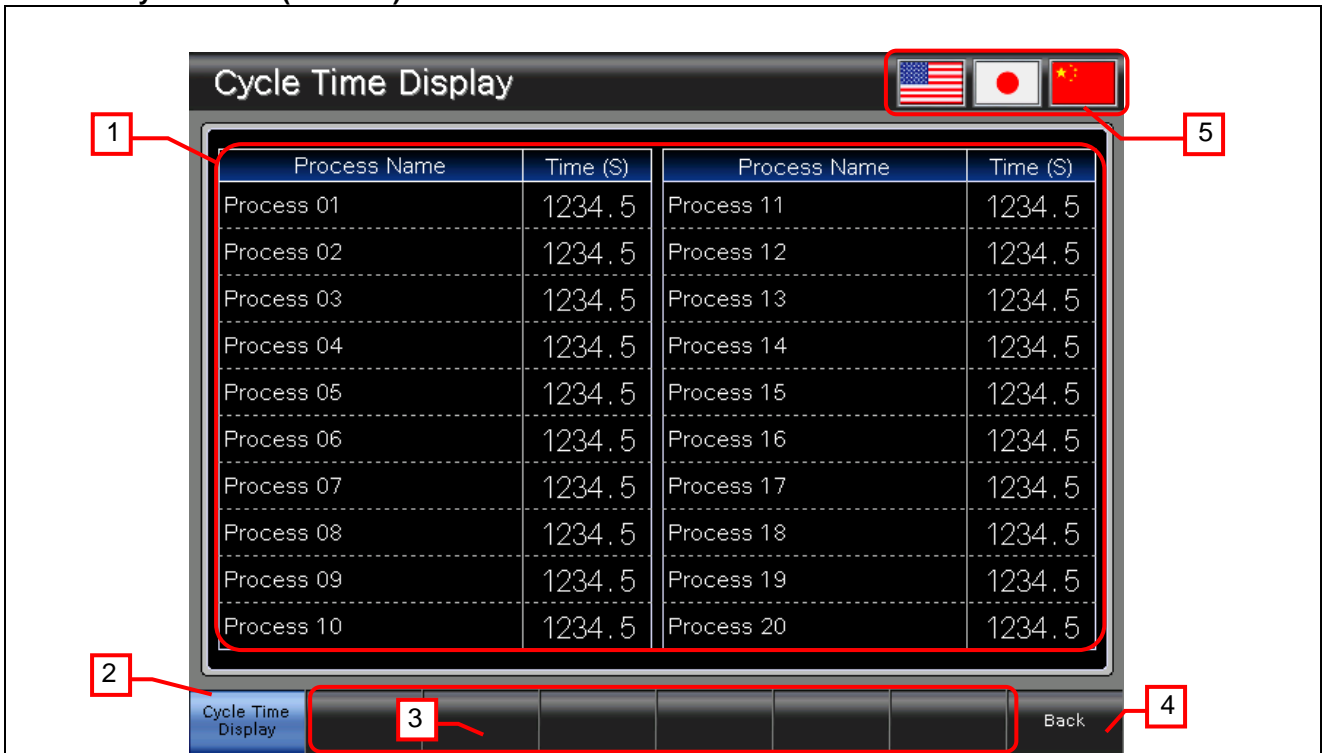 Cycle Time Display
1
5
Process Name Time (S) Process Name Time (S)
Process 01 1234.5 Process 11 1234.5
Process 02 1234.5 Process 12 1234.5
Process 03 1234.5 Process 13 1234.5
Process 04 1234.5 Process 14 1234.5
Process 05 1234.5 Process 15 1234.5
Process 06 1234.5 Process 16 1234.5
Process 07 1234.5 Process 17 1234.5
Process 08 1234.5 Process 18 1234.5
Process 09 1234.5 Process 19 1234.5
Process 10 1234.5 Process 20 1234.5
2
Cycle Time
Display
3
Back
4